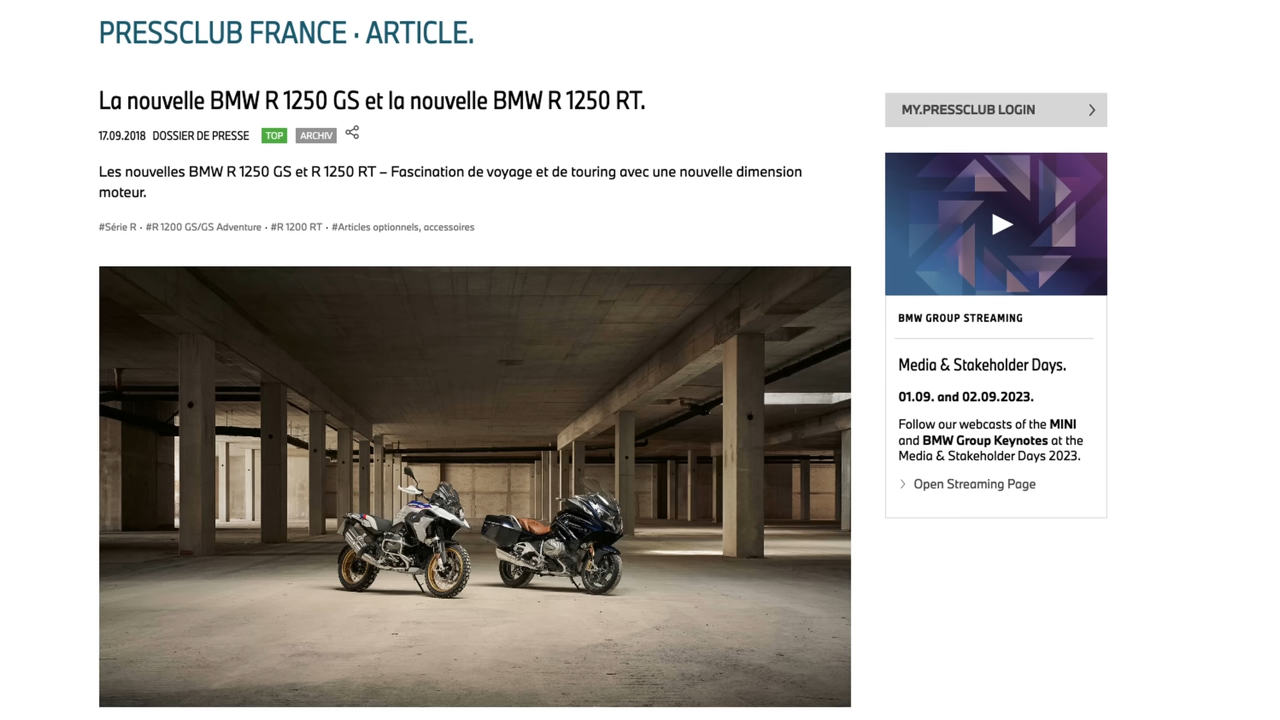 PRESSCLUB FRANCE · ARTICLE.
La nouvelle BMW R 1250 GS et la nouvelle BMW R 1250 RT.
17.09.2018 DOSSIER DE PRESSE TOP ARCHIV
Les nouvelles BMW R 1250 GS et R 1250 RT – Fascination de voyage et de touring avec une nouvelle dimension
moteur.
#Série R · #R 1200 GS/GS Adventure · #R 1200 RT · #Articles optionnels, accessoires
MY.PRESSCLUB LOGIN
BMW GROUP STREAMING
Media & Stakeholder Days.
01.09. and 02.09.2023.
Follow our webcasts of the MINI
and BMW Group Keynotes at the
Media & Stakeholder Days 2023.
Open Streaming Page